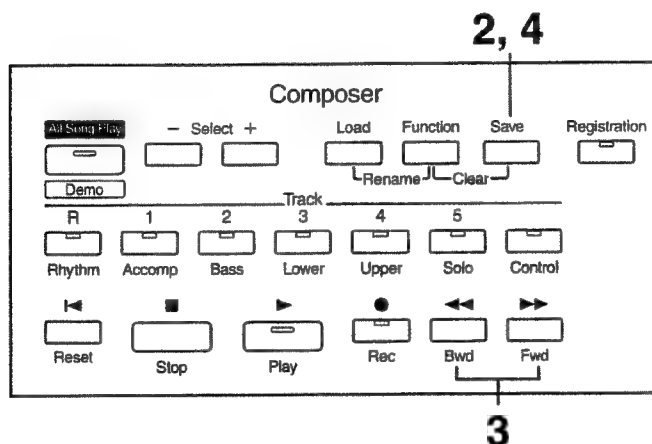 2, 4
Composer
All Song Play
− Select +
Load Function Save Registration
Demo
Rename Clear
Track
R 1 2 3 4 5
Rhythm Accomp Bass Lower Upper Solo Control
Reset Stop Play Rec Bwd Fwd
3